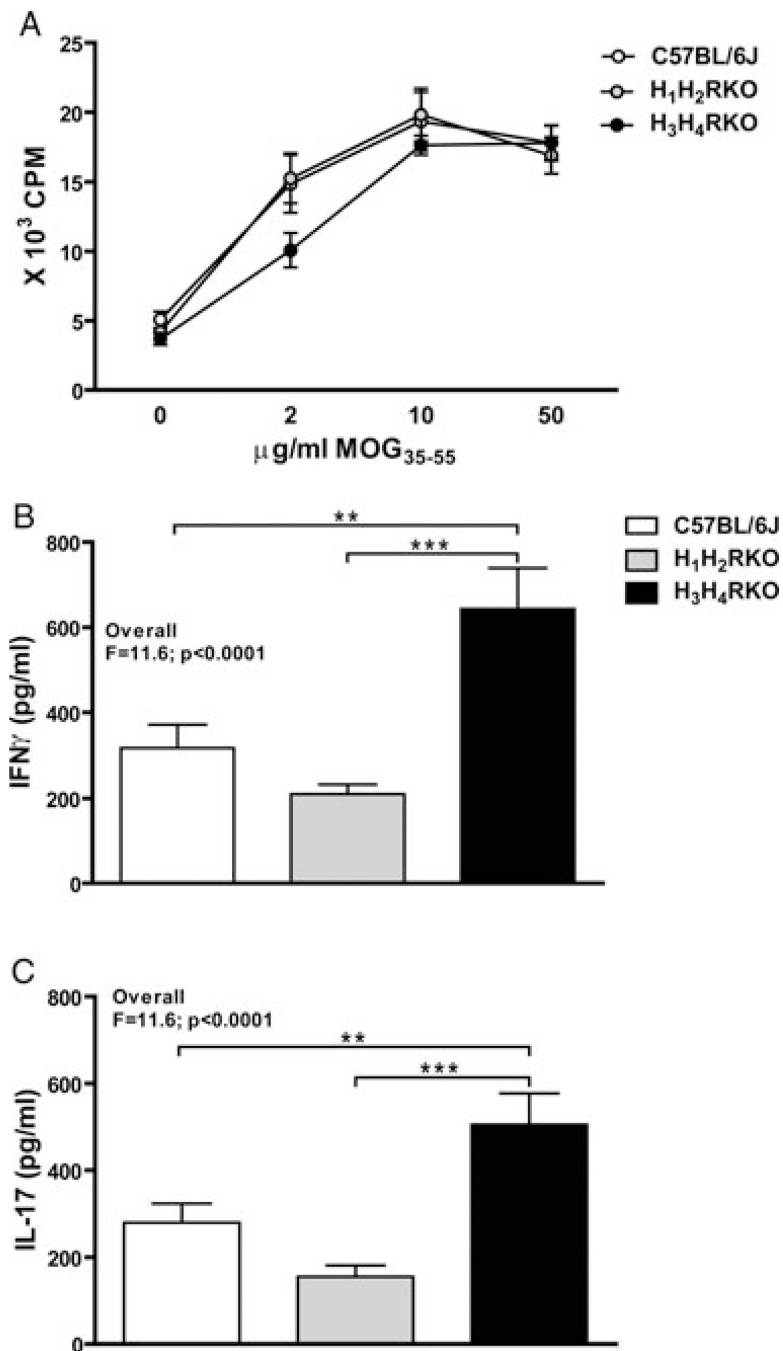 A
25
20
15
10
5
0
X 10³ CPM
0 2 10 50
μg/ml MOG₃₅₋₅₅
C57BL/6J
H₁H₂RKO
H₃H₄RKO
B
800
600
400
200
0
IFNγ (pg/ml)
**
***
Overall
F=11.6; p<0.0001
C57BL/6J
H₁H₂RKO
H₃H₄RKO
C
800
600
400
200
0
IL-17 (pg/ml)
Overall
F=11.6; p<0.0001
**
***